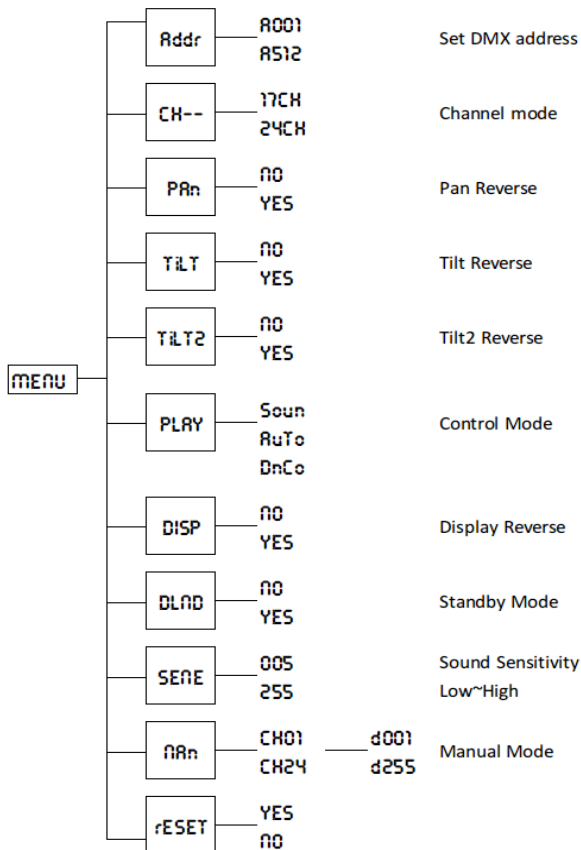 Addr
A001
A512
Set DMX address
CH--
17CH
24CH
Channel mode
PAn
NO
YES
Pan Reverse
TiLT
NO
YES
Tilt Reverse
TiLT2
NO
YES
Tilt2 Reverse
MENU
PLAY
Soun
AuTo
DnCo
Control Mode
DISP
NO
YES
Display Reverse
DLND
NO
YES
Standby Mode
SENE
005
255
Sound Sensitivity
Low~High
NAn
CH01
CH24
d001
d255
Manual Mode
rESET
YES
NO